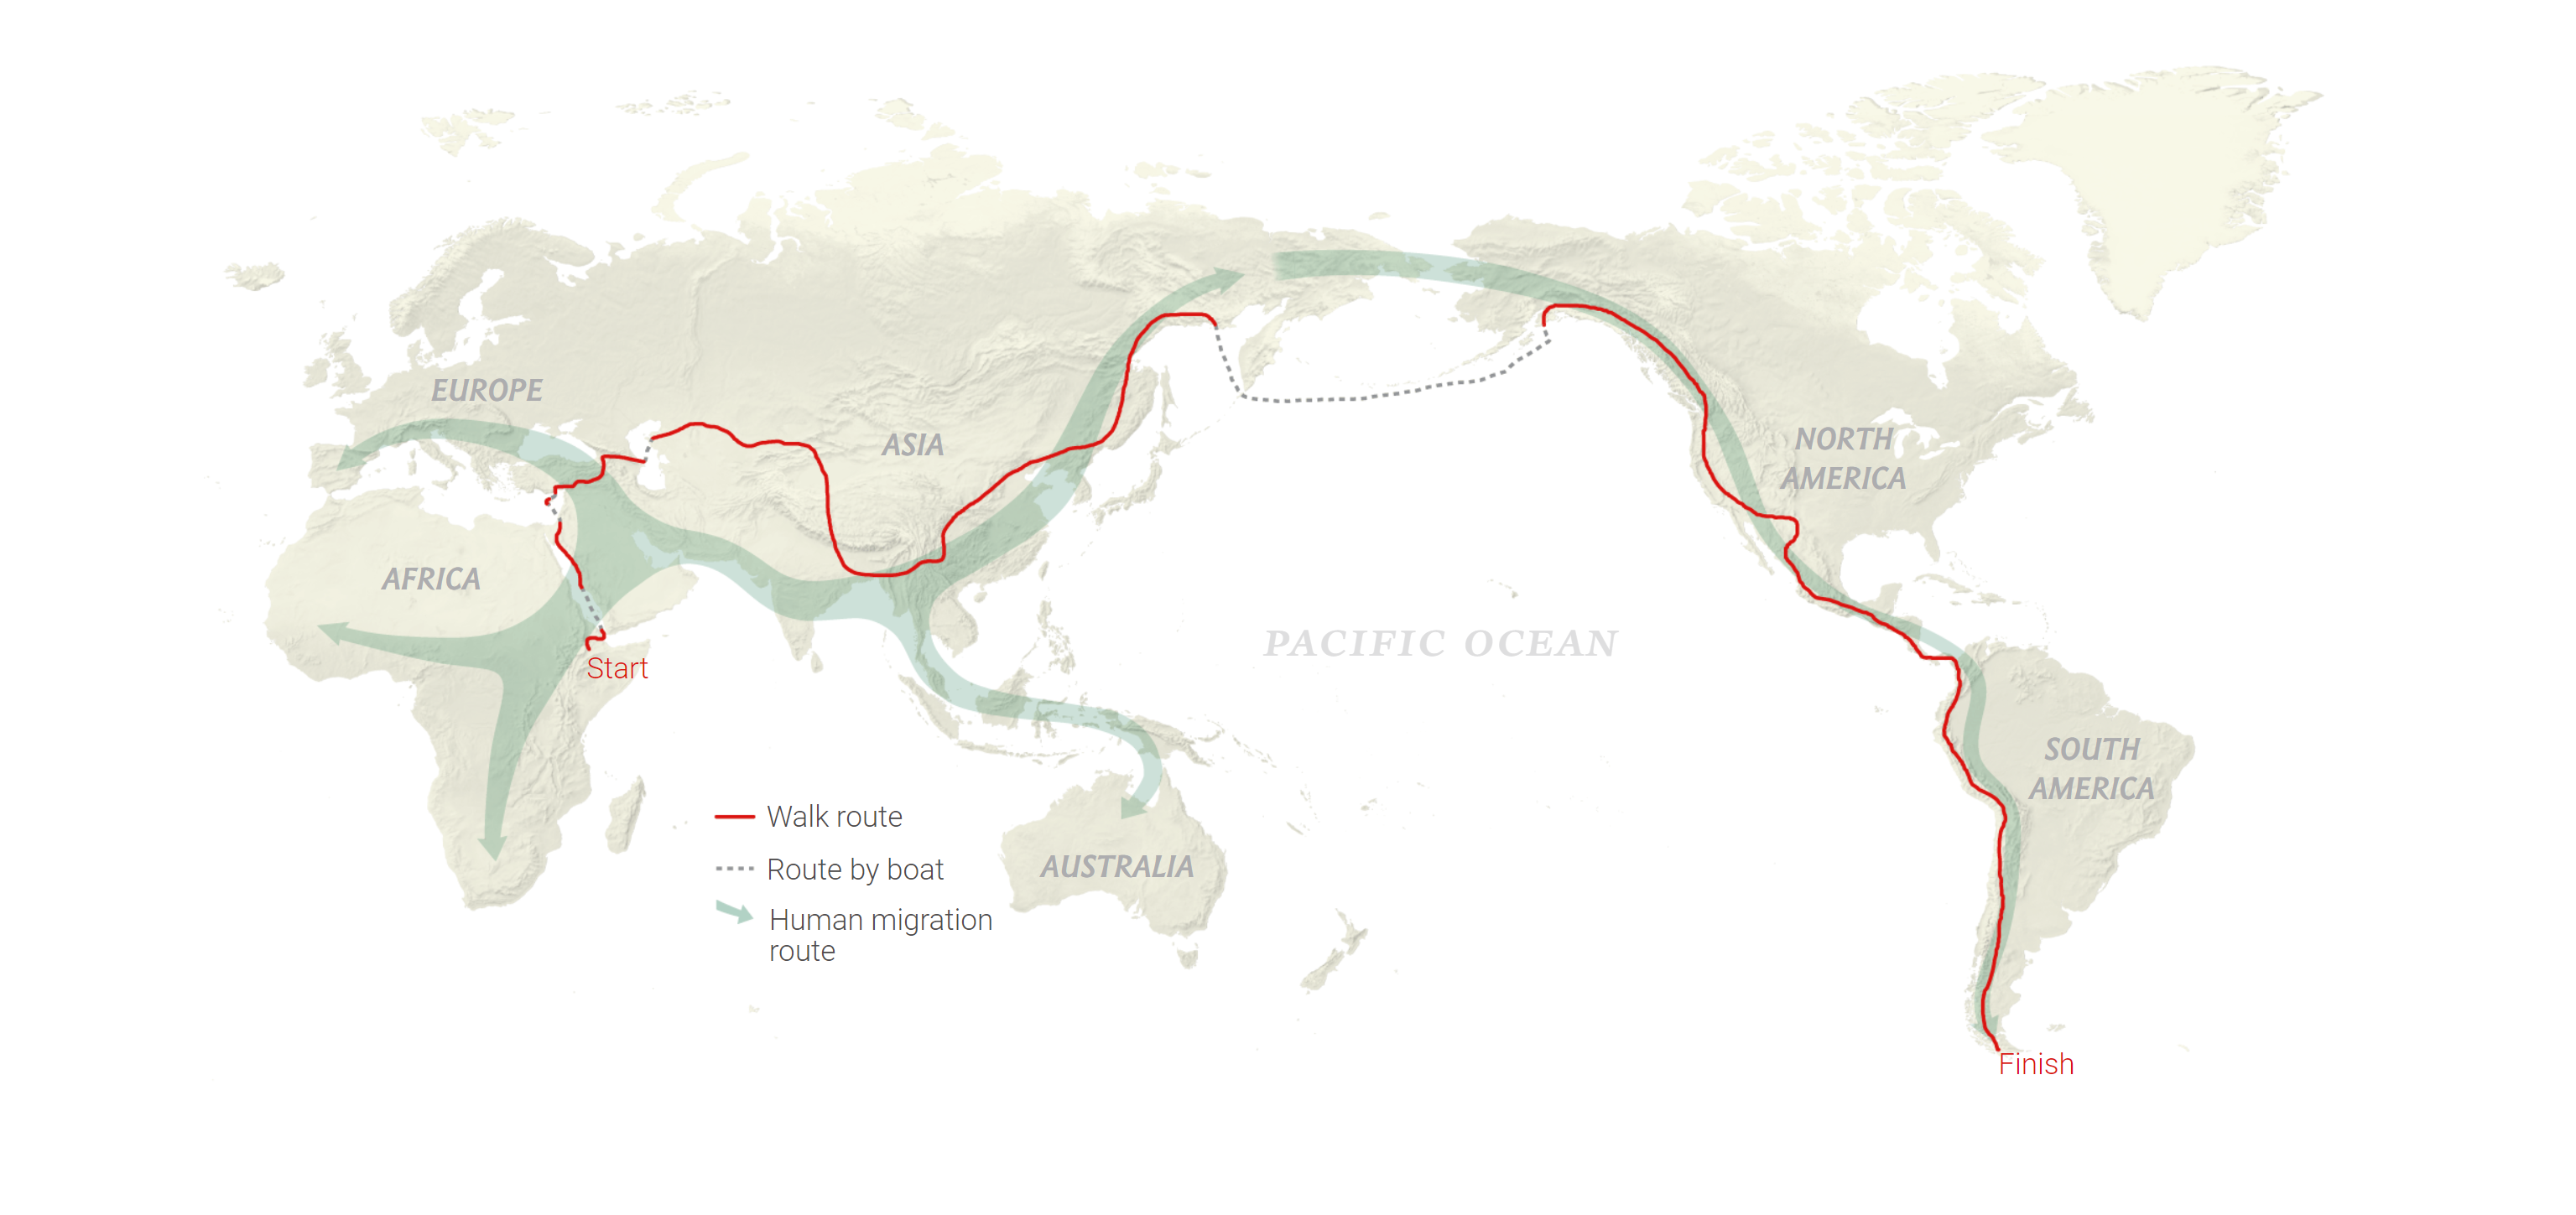 EUROPE
ASIA
NORTH
AMERICA
AFRICA
PACIFIC OCEAN
Start
SOUTH
AMERICA
Walk route
Route by boat
Human migration
route
AUSTRALIA
Finish